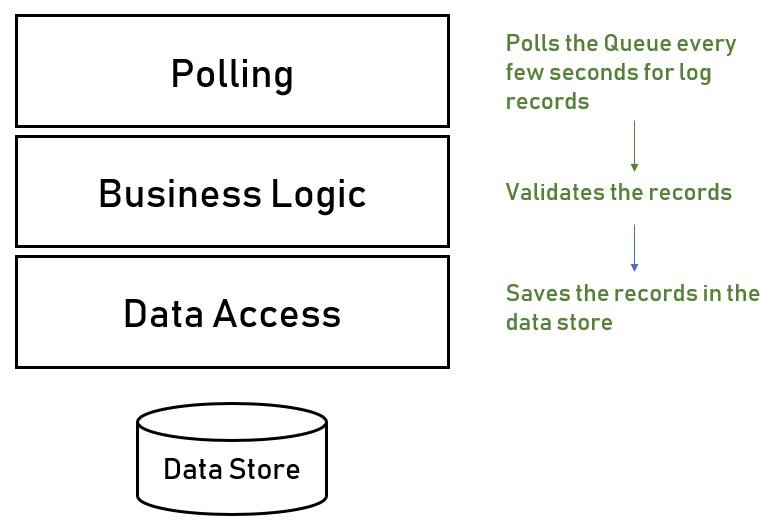 Polling
Polls the Queue every
few seconds for log
records
Business Logic
Validates the records
Data Access
Saves the records in the
data store
Data Store